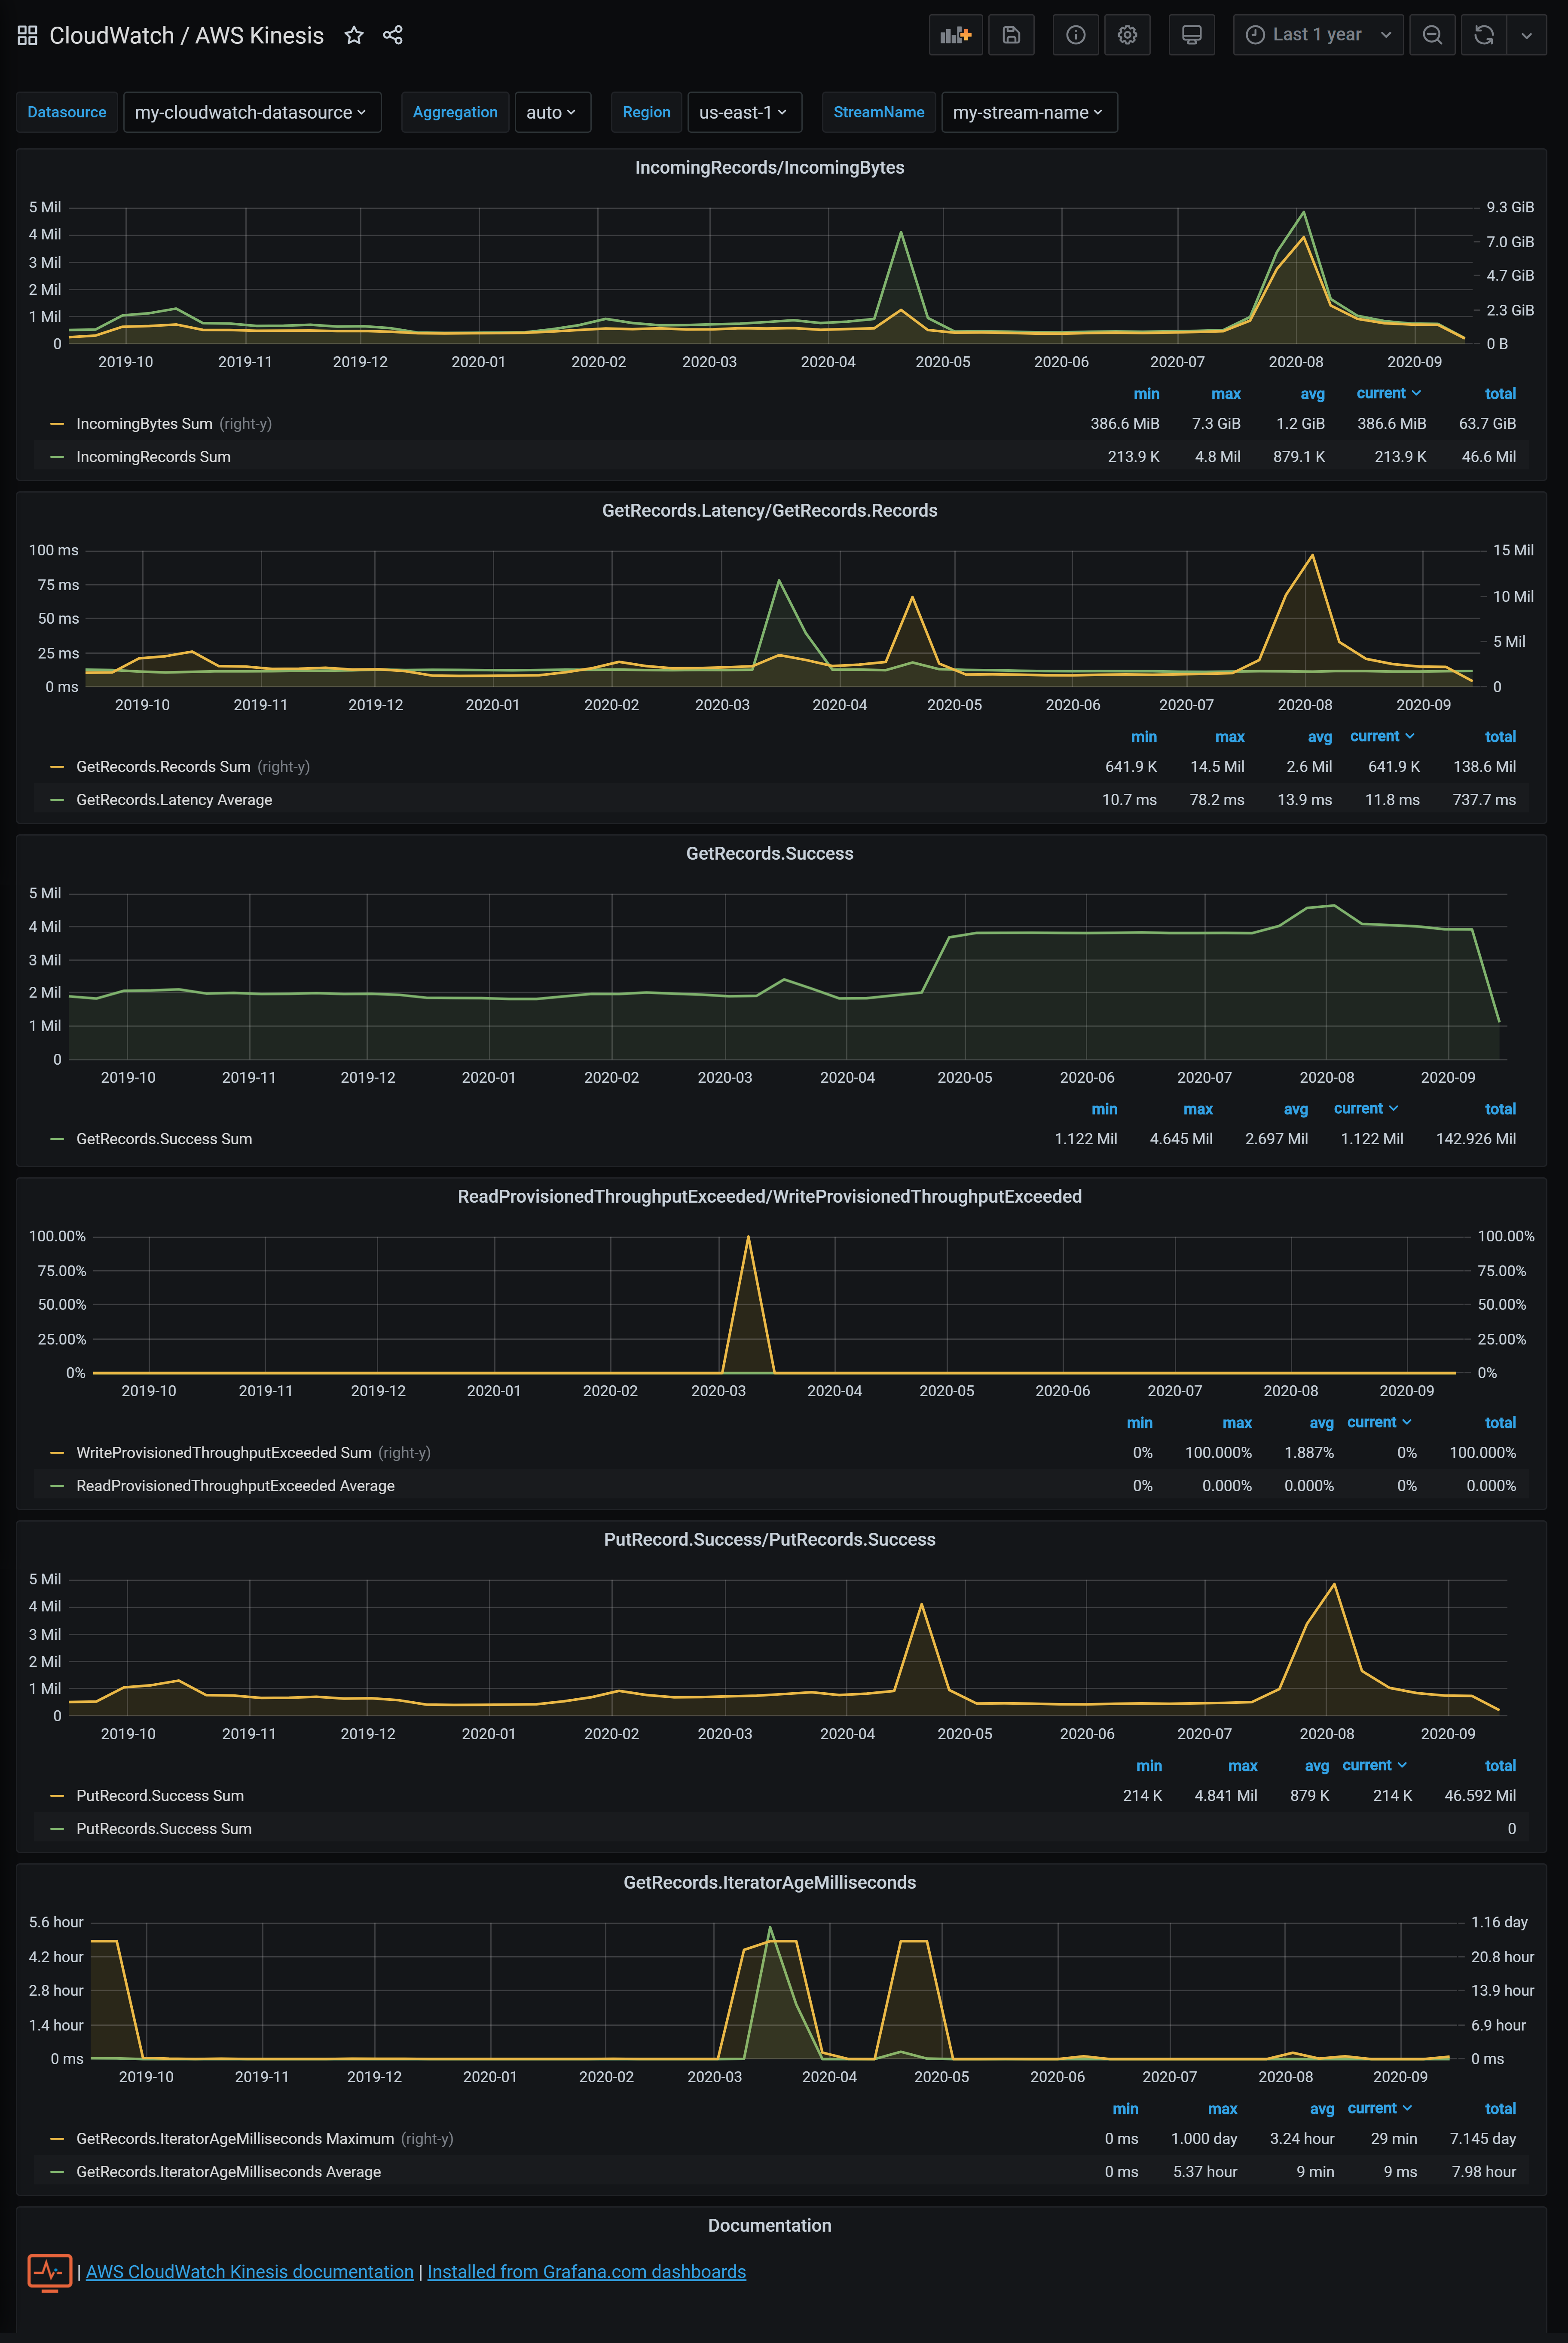 CloudWatch / AWS Kinesis
Last 1 year
Datasource my-cloudwatch-datasource Aggregation auto Region us-east-1 StreamName my-stream-name
IncomingRecords/IncomingBytes
5 Mil 9.3 GiB
4 Mil 7.0 GiB
3 Mil 4.7 GiB
2 Mil
1 Mil 2.3 GiB
0 0 B
2019-10 2019-11 2019-12 2020-01 2020-02 2020-03 2020-04 2020-05 2020-06 2020-07 2020-08 2020-09
min max avg current total
IncomingBytes Sum (right-y) 386.6 MiB 7.3 GiB 1.2 GiB 386.6 MiB 63.7 GiB
IncomingRecords Sum 213.9 K 4.8 Mil 879.1 K 213.9 K 46.6 Mil
GetRecords.Latency/GetRecords.Records
100 ms 15 Mil
75 ms 10 Mil
50 ms
25 ms 5 Mil
0 ms 0
2019-10 2019-11 2019-12 2020-01 2020-02 2020-03 2020-04 2020-05 2020-06 2020-07 2020-08 2020-09
min max avg current total
GetRecords.Records Sum (right-y) 641.9 K 14.5 Mil 2.6 Mil 641.9 K 138.6 Mil
GetRecords.Latency Average 10.7 ms 78.2 ms 13.9 ms 11.8 ms 737.7 ms
GetRecords.Success
5 Mil
4 Mil
3 Mil
2 Mil
1 Mil
0
2019-10 2019-11 2019-12 2020-01 2020-02 2020-03 2020-04 2020-05 2020-06 2020-07 2020-08 2020-09
min max avg current total
GetRecords.Success Sum 1.122 Mil 4.645 Mil 2.697 Mil 1.122 Mil 142.926 Mil
ReadProvisionedThroughputExceeded/WriteProvisionedThroughputExceeded
100.00% 100.00%
75.00% 75.00%
50.00% 50.00%
25.00% 25.00%
0% 0%
2019-10 2019-11 2019-12 2020-01 2020-02 2020-03 2020-04 2020-05 2020-06 2020-07 2020-08 2020-09
min max avg current total
WriteProvisionedThroughputExceeded Sum (right-y) 0% 100.000% 1.887% 0% 100.000%
ReadProvisionedThroughputExceeded Average 0% 0.000% 0.000% 0% 0.000%
PutRecord.Success/PutRecords.Success
5 Mil
4 Mil
3 Mil
2 Mil
1 Mil
0
2019-10 2019-11 2019-12 2020-01 2020-02 2020-03 2020-04 2020-05 2020-06 2020-07 2020-08 2020-09
min max avg current total
PutRecord.Success Sum 214 K 4.841 Mil 879 K 214 K 46.592 Mil
PutRecords.Success Sum 0
GetRecords.IteratorAgeMilliseconds
5.6 hour 1.16 day
4.2 hour 20.8 hour
2.8 hour 13.9 hour
1.4 hour 6.9 hour
0 ms 0 ms
2019-10 2019-11 2019-12 2020-01 2020-02 2020-03 2020-04 2020-05 2020-06 2020-07 2020-08 2020-09
min max avg current total
GetRecords.IteratorAgeMilliseconds Maximum (right-y) 0 ms 1.000 day 3.24 hour 29 min 7.145 day
GetRecords.IteratorAgeMilliseconds Average 0 ms 5.37 hour 9 min 9 ms 7.98 hour
Documentation
| AWS CloudWatch Kinesis documentation | Installed from Grafana.com dashboards